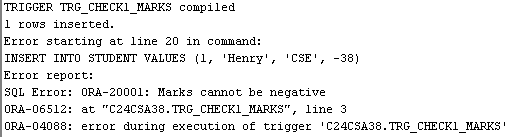 TRIGGER TRG_CHECK1_MARKS compiled
1 rows inserted.
Error starting at line 20 in command:
INSERT INTO STUDENT VALUES (1, 'Henry', 'CSE', -38)
Error report:
SQL Error: ORA-20001: Marks cannot be negative
ORA-06512: at "C24CSA38.TRG_CHECK1_MARKS", line 3
ORA-04088: error during execution of trigger 'C24CSA38.TRG_CHECK1_MARKS'